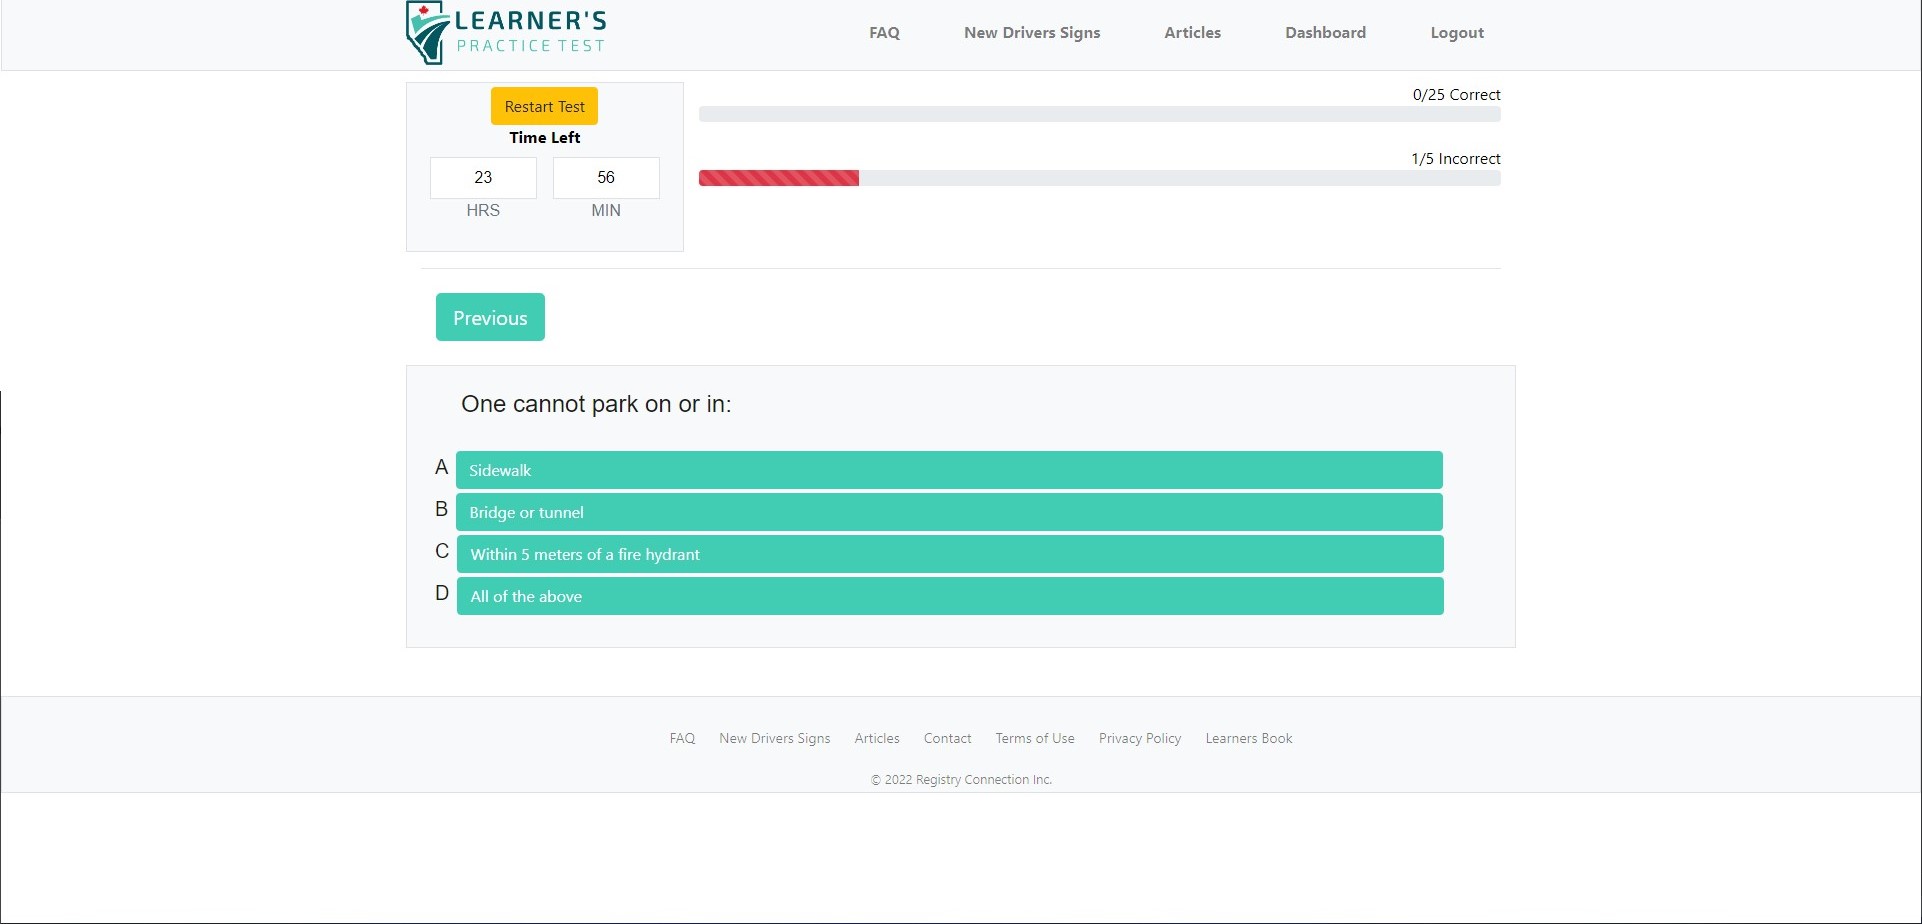 LEARNER'S
PRACTICE TEST
FAQ New Drivers Signs Articles Dashboard Logout
Restart Test
Time Left
23 56
HRS MIN
0/25 Correct
1/5 Incorrect
Previous
One cannot park on or in:
A Sidewalk
B Bridge or tunnel
C Within 5 meters of a fire hydrant
D All of the above
FAQ New Drivers Signs Articles Contact Terms of Use Privacy Policy Learners Book
© 2022 Registry Connection Inc.